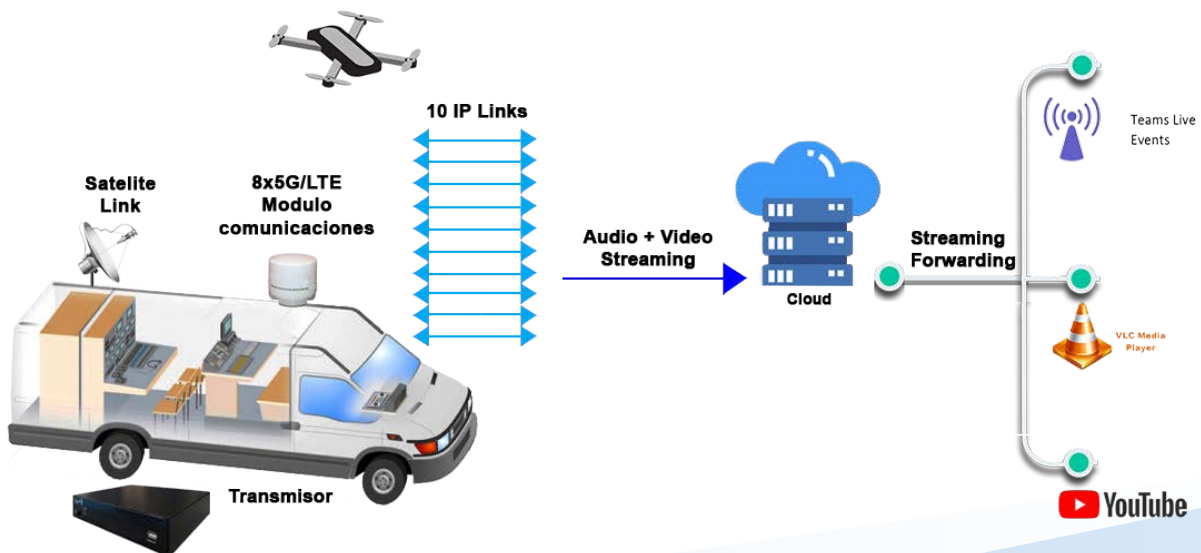 10 IP Links
Satelite
Link
8x5G/LTE
Modulo
comunicaciones
Audio + Video
Streaming
Cloud
Streaming
Forwarding
Teams Live
Events
VLC Media
Player
Transmisor
YouTube